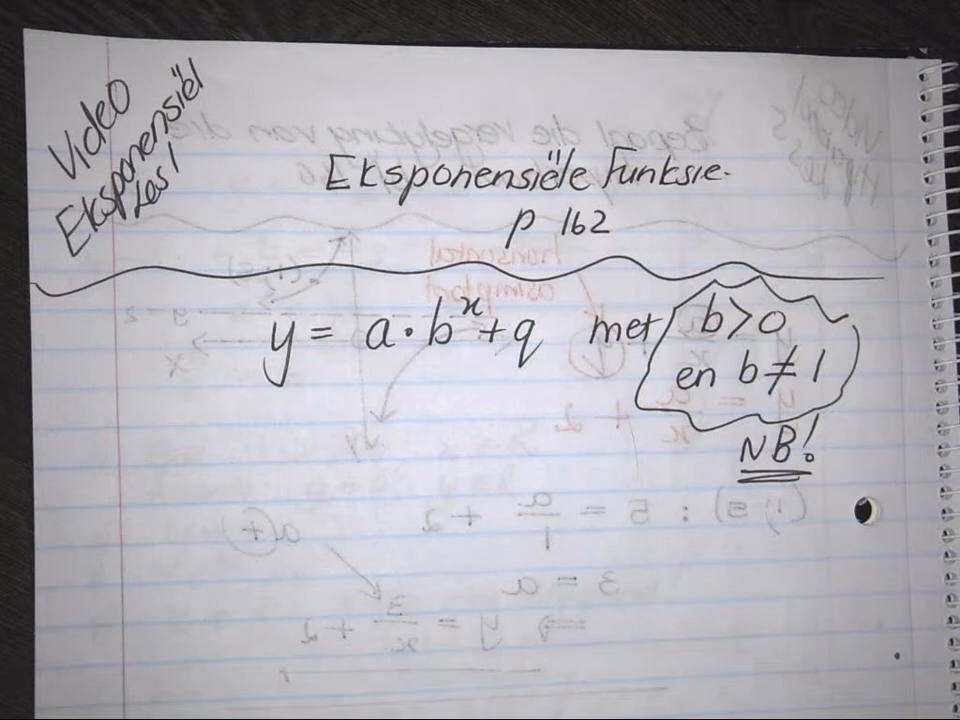 Video
Eksponensiël
Les 1
Eksponensiële Funksie.
p 162
y = a · b^x + q met b > 0
en b ≠ 1
NB!